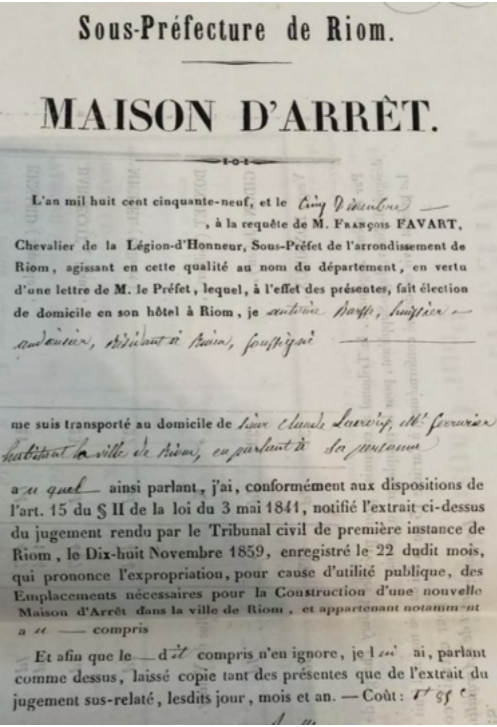 Sous-Préfecture de Riom.
MAISON D'ARRÊT.
L'an mil huit cent cinquante-neuf, et le Cinq Décembre
, à la requête de M. FRANÇOIS FAVART,
Chevalier de la Légion-d'Honneur, Sous-Préfet de l'arrondissement de
Riom, agissant en cette qualité au nom du département, en vertu
d'une lettre de M. le Préfet, lequel, à l'effet des présentes, fait élection
de domicile en son hôtel à Riom, je antoine huissier
audiencier, résidant à Riom, soussigné
me suis transporté au domicile de sieur Claude Md ferrurier
habitant la ville de Riom, en parlant à sa personne
a u quel ainsi parlant, j'ai, conformément aux dispositions de
l'art. 15 du § II de la loi du 3 mai 1841, notifié l'extrait ci-dessus
du jugement rendu par le Tribunal civil de première instance de
Riom, le Dix-huit Novembre 1859, enregistré le 22 dudit mois,
qui prononce l'expropriation, pour cause d'utilité publique, des
Emplacements nécessaires pour la Construction d'une nouvelle
Maison d'Arrêt dans la ville de Riom, et appartenant notamment
a u compris
Et afin que le dit compris n'en ignore, je lui ai, parlant
comme dessus, laissé copie tant des présentes que de l'extrait du
jugement sus-relaté, lesdits jour, mois et an. — Coût :